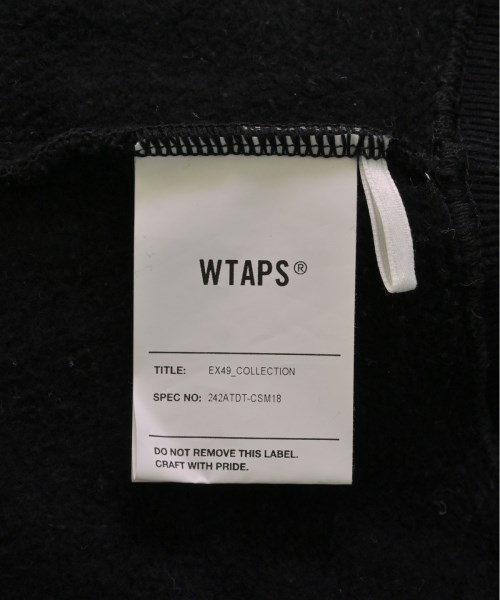 WTAPS®
TITLE: EX49_COLLECTION
SPEC NO: 242ATDT-CSM18
DO NOT REMOVE THIS LABEL.
CRAFT WITH PRIDE.